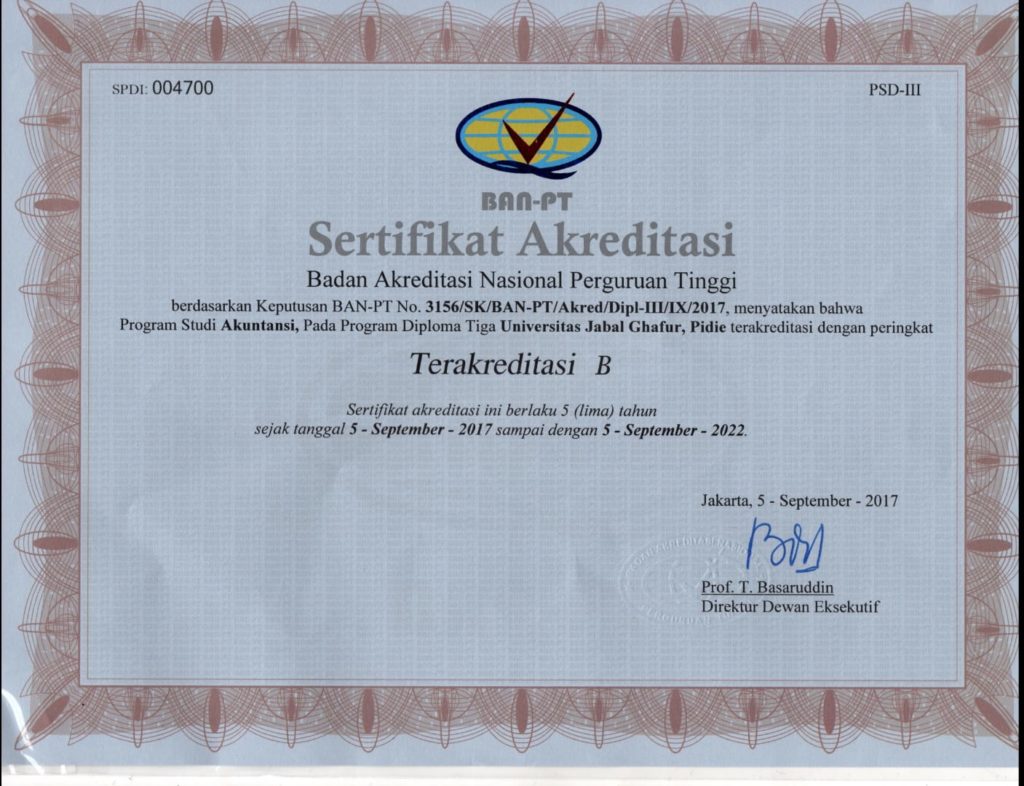 SPDI: 004700
PSD-III
BAN-PT
Sertifikat Akreditasi
Badan Akreditasi Nasional Perguruan Tinggi
berdasarkan Keputusan BAN-PT No. 3156/SK/BAN-PT/Akred/Dipl-III/IX/2017, menyatakan bahwa
Program Studi Akuntansi, Pada Program Diploma Tiga Universitas Jabal Ghafur, Pidie terakreditasi dengan peringkat
Terakreditasi B
Sertifikat akreditasi ini berlaku 5 (lima) tahun
sejak tanggal 5 - September - 2017 sampai dengan 5 - September - 2022.
Jakarta, 5 - September - 2017
Prof. T. Basaruddin
Direktur Dewan Eksekutif